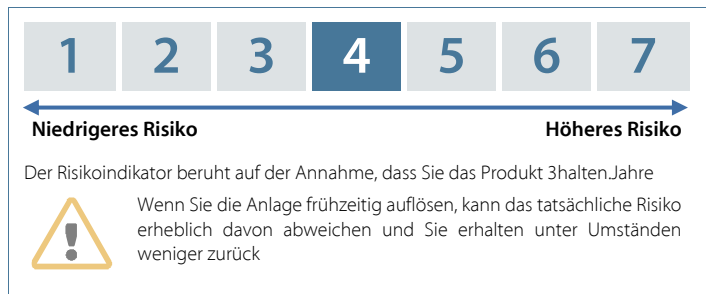 1 2 3 4 5 6 7
Niedrigeres Risiko Höheres Risiko
Der Risikoindikator beruht auf der Annahme, dass Sie das Produkt 3halten.Jahre
Wenn Sie die Anlage frühzeitig auflösen, kann das tatsächliche Risiko
erheblich davon abweichen und Sie erhalten unter Umständen
weniger zurück